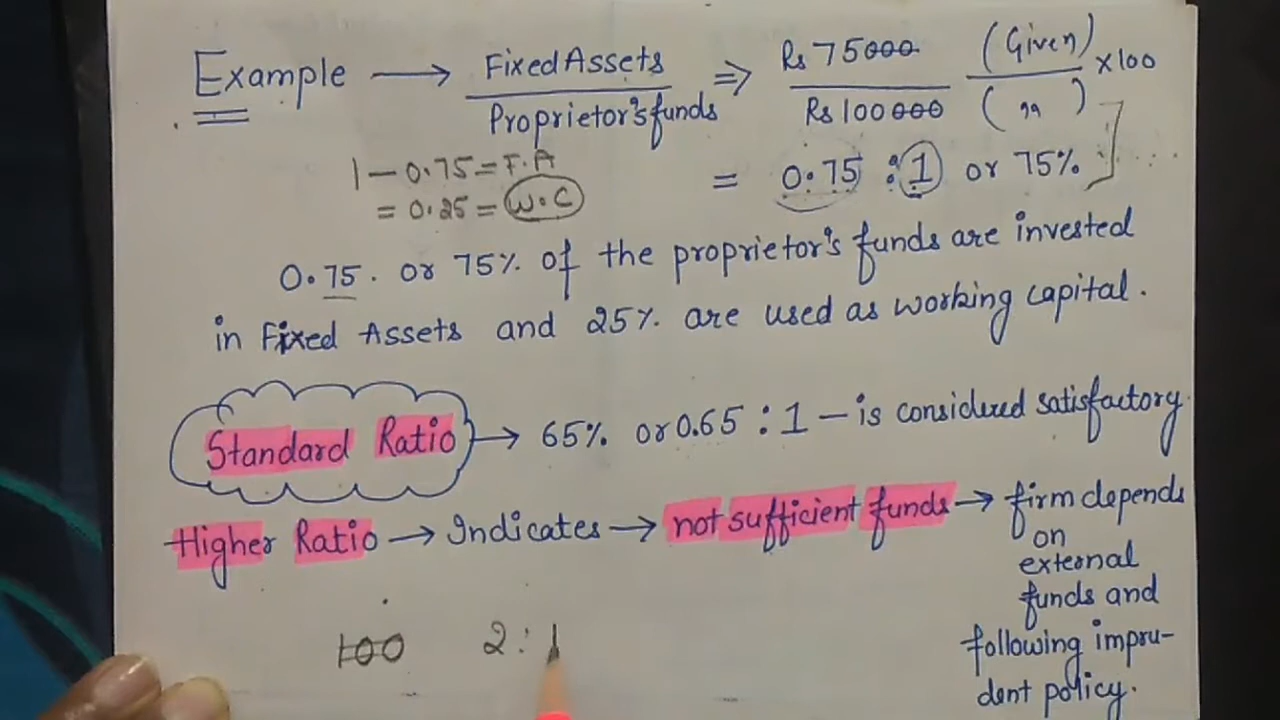 Example → Fixed Assets / Proprietor's funds ⇒ Rs 75000 / Rs 100000 (Given) / ( ,, ) ×100
1 — 0.75 = F.A
= 0.75 : 1 or 75%
= 0.25 = W.C
0.75. or 75% of the proprietor's funds are invested
in Fixed Assets and 25% are used as working capital.
Standard Ratio → 65% or 0.65 : 1 — is considered satisfactory.
Higher Ratio → Indicates → not sufficient funds → firm depends
on
external
funds and
following impru-
dent policy.
100 2 : 1